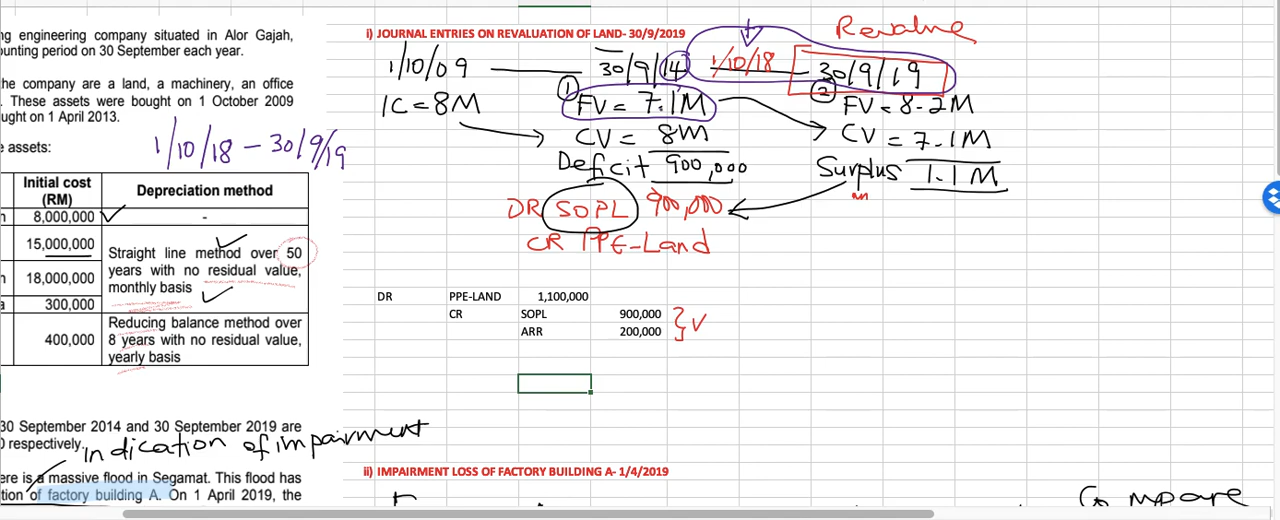 ng engineering company situated in Alor Gajah,
unting period on 30 September each year.
he company are a land, a machinery, an office
. These assets were bought on 1 October 2009
ught on 1 April 2013.
e assets:
1/10/18 – 30/9/19
Initial cost (RM)
Depreciation method
n 8,000,000 -
15,000,000
Straight line method over 50
years with no residual value,
monthly basis
n 18,000,000
a 300,000
400,000
Reducing balance method over
8 years with no residual value,
yearly basis
30 September 2014 and 30 September 2019 are
0 respectively.
indication of impairment
ere is a massive flood in Segamat. This flood has
tion of factory building A. On 1 April 2019, the
i) JOURNAL ENTRIES ON REVALUATION OF LAND- 30/9/2019
Revalue
1/10/09 30/9/14 1/10/18 30/9/19
IC = 8M ① FV = 7.1M ② FV = 8.2M
CV = 8M CV = 7.1M
Deficit 900,000 Surplus 1.1M
DR SOPL 900,000
CR PPE-Land
DR PPE-LAND 1,100,000
CR SOPL 900,000
ARR 200,000
ii) IMPAIRMENT LOSS OF FACTORY BUILDING A- 1/4/2019
Compare